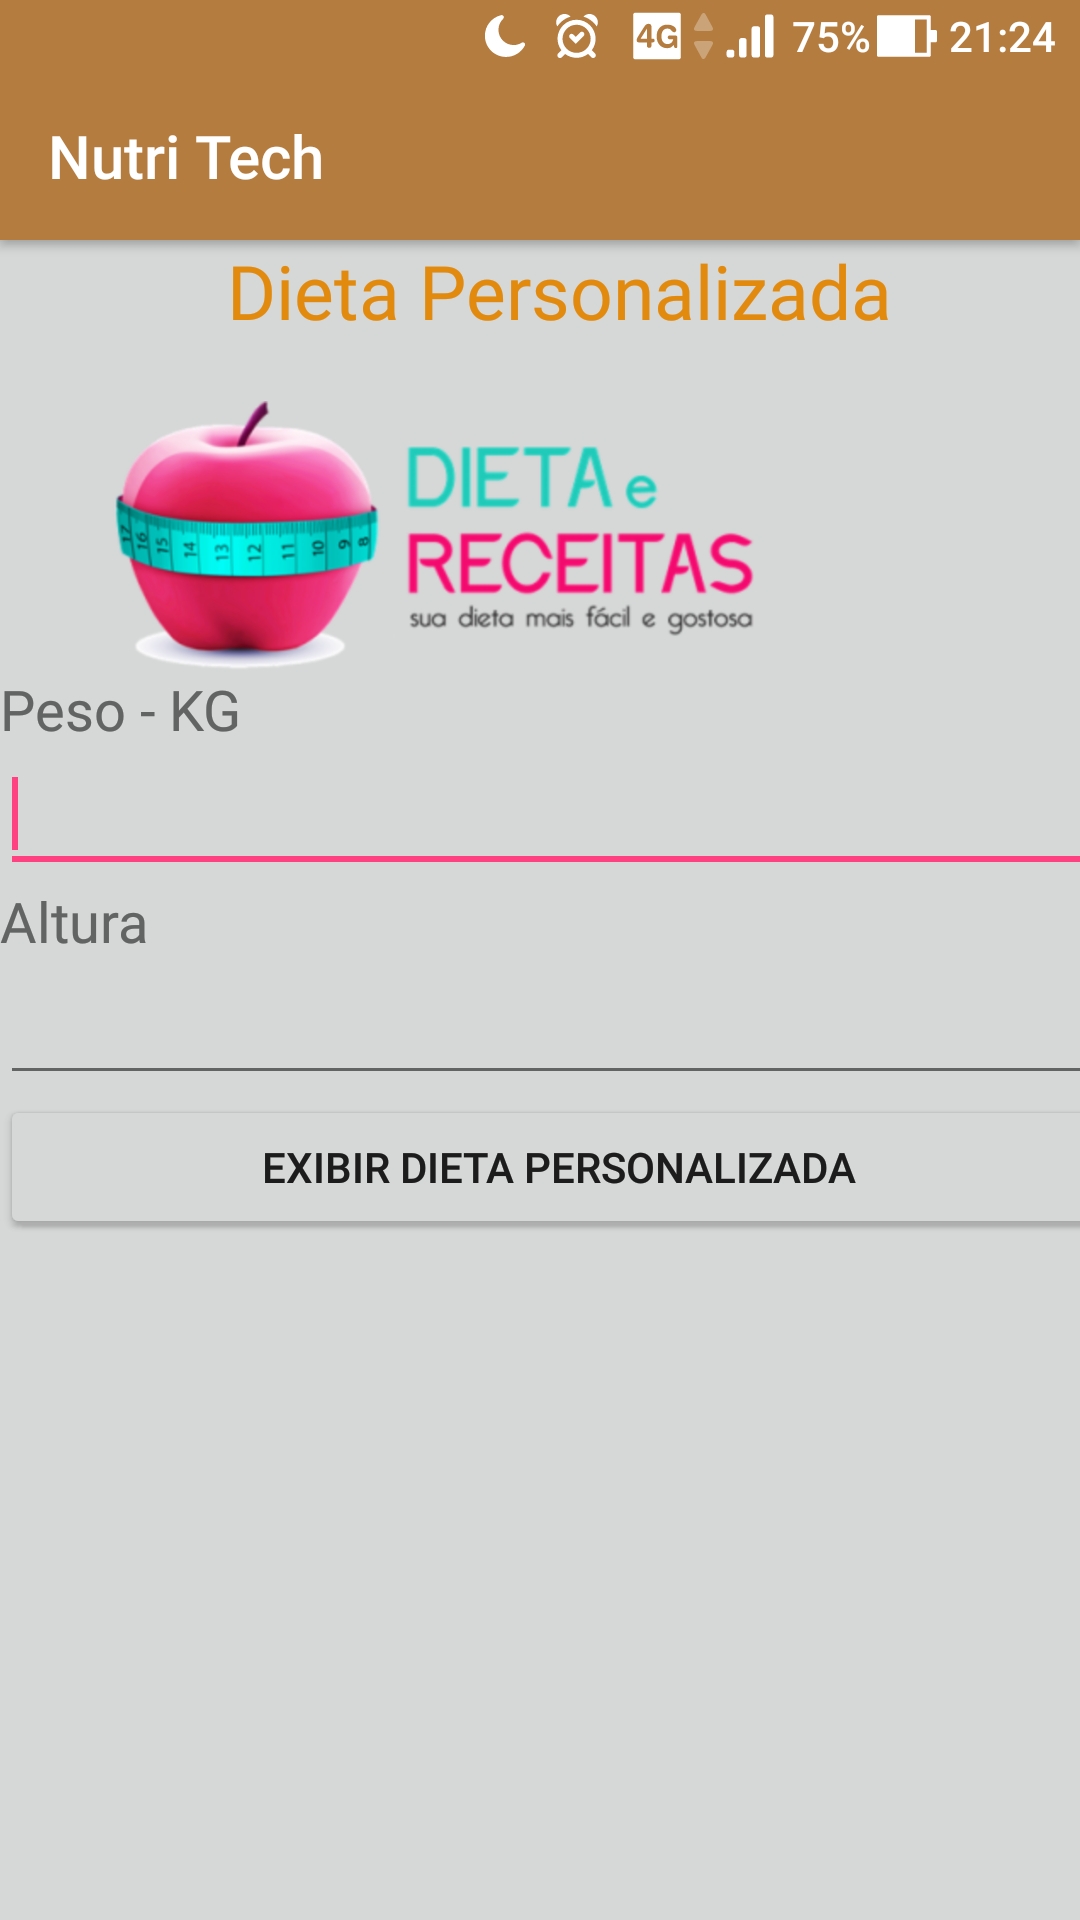 4G 75% 21:24
Nutri Tech
Dieta Personalizada
DIETA e
RECEITAS
sua dieta mais fácil e gostosa
17 16 15 14 13 12 11 10 9 8
Peso - KG
Altura
EXIBIR DIETA PERSONALIZADA